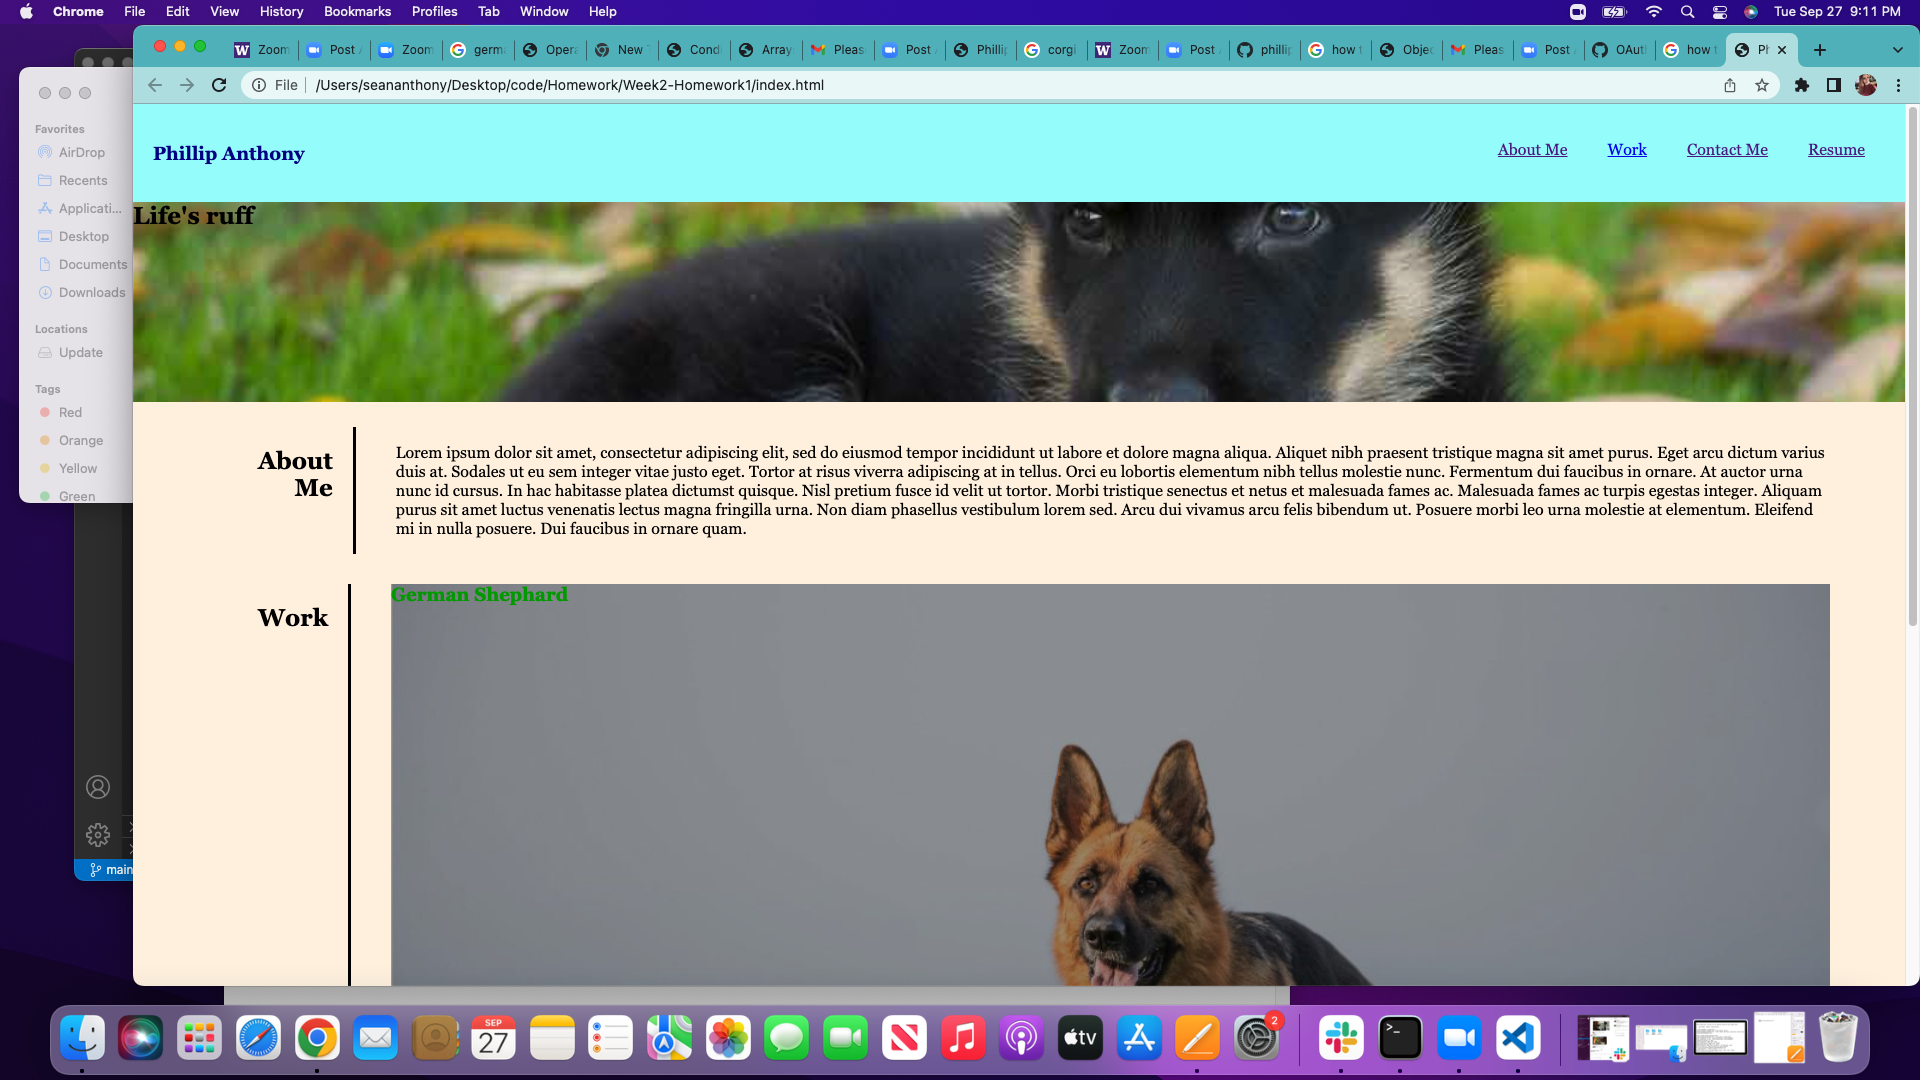 Chrome File Edit View History Bookmarks Profiles Tab Window Help Tue Sep 27 9:11 PM
Zoom Post Zoom germ Opera New Condi Array Pleas Post Phillip corgi Zoom Post phillip how t Objec Pleas Post OAut how t Ph
File /Users/seananthony/Desktop/code/Homework/Week2-Homework1/index.html
Favorites
AirDrop
Recents
Applicati...
Desktop
Documents
Downloads
Locations
Update
Tags
Red
Orange
Yellow
Green
main
Phillip Anthony
About Me Work Contact Me Resume
Life's ruff
About
Me
Lorem ipsum dolor sit amet, consectetur adipiscing elit, sed do eiusmod tempor incididunt ut labore et dolore magna aliqua. Aliquet nibh praesent tristique magna sit amet purus. Eget arcu dictum varius
duis at. Sodales ut eu sem integer vitae justo eget. Tortor at risus viverra adipiscing at in tellus. Orci eu lobortis elementum nibh tellus molestie nunc. Fermentum dui faucibus in ornare. At auctor urna
nunc id cursus. In hac habitasse platea dictumst quisque. Nisl pretium fusce id velit ut tortor. Morbi tristique senectus et netus et malesuada fames ac. Malesuada fames ac turpis egestas integer. Aliquam
purus sit amet luctus venenatis lectus magna fringilla urna. Non diam phasellus vestibulum lorem sed. Arcu dui vivamus arcu felis bibendum ut. Posuere morbi leo urna molestie at elementum. Eleifend
mi in nulla posuere. Dui faucibus in ornare quam.
Work
German Shephard
SEP
27
tv
2